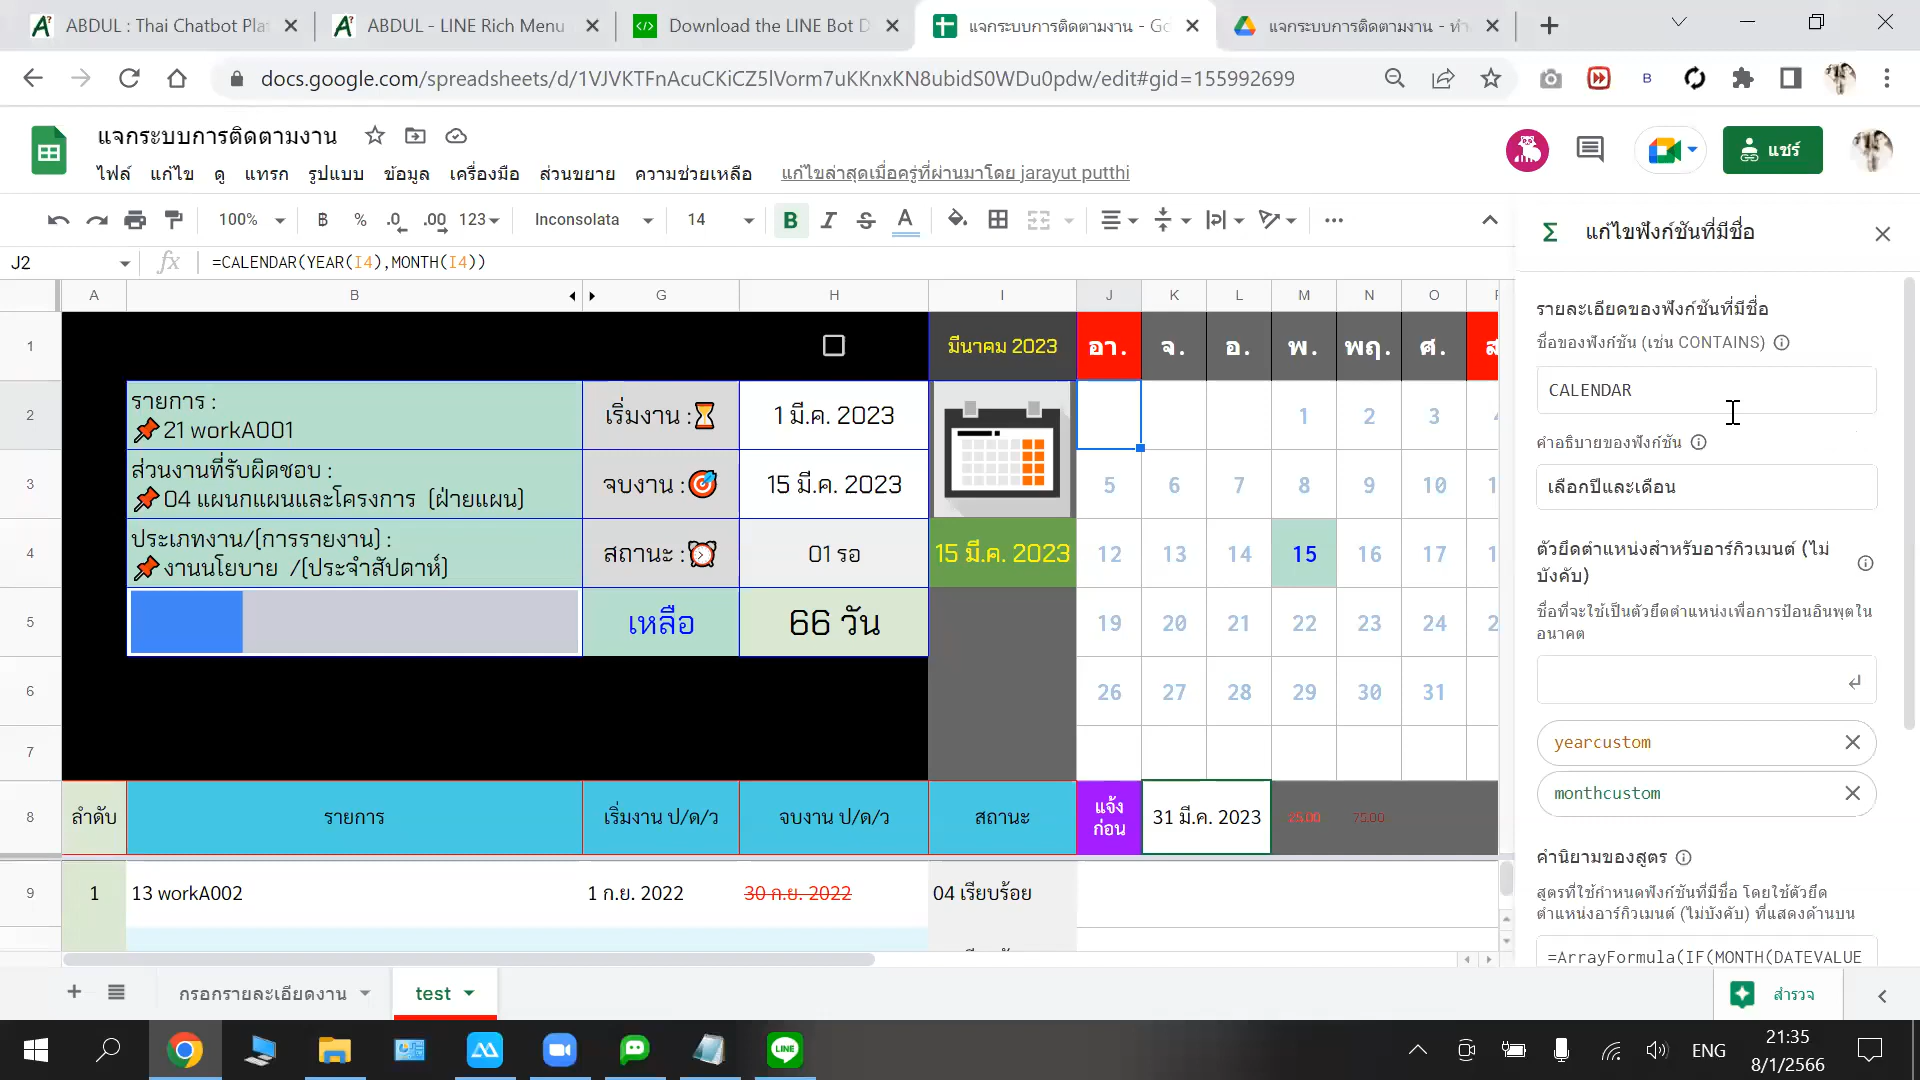 ABDUL : Thai Chatbot Pla
ABDUL - LINE Rich Menu
Download the LINE Bot D
แจกระบบการติดตามงาน - Go
แจกระบบการติดตามงาน - ทำ
docs.google.com/spreadsheets/d/1VJVKTFnAcuCKiCZ5lVorm7uKKnxKN8ubidS0WDu0pdw/edit#gid=155992699
แจกระบบการติดตามงาน
ไฟล์ แก้ไข ดู แทรก รูปแบบ ข้อมูล เครื่องมือ ส่วนขยาย ความช่วยเหลือ แก้ไขล่าสุดเมื่อครู่ที่ผ่านมาโดย jarayut putthi
แชร์
100% ฿ % .0 .00 123 Inconsolata 14 B I S A
J2 fx =CALENDAR(YEAR(I4),MONTH(I4))
A B G H I J K L M N O
1 มีนาคม 2023 อา. จ. อ. พ. พฤ. ศ. ส
2 รายการ :
21 workA001
เริ่มงาน : 1 มี.ค. 2023 1 2 3 4
3 ส่วนงานที่รับผิดชอบ :
04 แผนกแผนและโครงการ (ฝ่ายแผน)
จบงาน : 15 มี.ค. 2023 5 6 7 8 9 10 1
4 ประเภทงาน/(การรายงาน) :
งานนโยบาย /(ประจำสัปดาห์)
สถานะ : 01 รอ 15 มี.ค. 2023 12 13 14 15 16 17 1
5 เหลือ 66 วัน 19 20 21 22 23 24 2
6 26 27 28 29 30 31
7
8 ลำดับ รายการ เริ่มงาน ป/ด/ว จบงาน ป/ด/ว สถานะ แจ้ง
ก่อน
31 มี.ค. 2023 25.00 75.00
9 1 13 workA002 1 ก.ย. 2022 30 ก.ย. 2022 04 เรียบร้อย
แก้ไขฟังก์ชันที่มีชื่อ
รายละเอียดของฟังก์ชันที่มีชื่อ
ชื่อของฟังก์ชัน (เช่น CONTAINS)
CALENDAR
คำอธิบายของฟังก์ชัน
เลือกปีและเดือน
ตัวยึดตำแหน่งสำหรับอาร์กิวเมนต์ (ไม่
บังคับ)
ชื่อที่จะใช้เป็นตัวยึดตำแหน่งเพื่อการป้อนอินพุตใน
อนาคต
yearcustom
monthcustom
คำนิยามของสูตร
สูตรที่ใช้กำหนดฟังก์ชันที่มีชื่อ โดยใช้ตัวยึด
ตำแหน่งอาร์กิวเมนต์ (ไม่บังคับ) ที่แสดงด้านบน
=ArrayFormula(IF(MONTH(DATEVALUE
กรอกรายละเอียดงาน test สำรวจ
LINE
ENG
21:35
8/1/2566